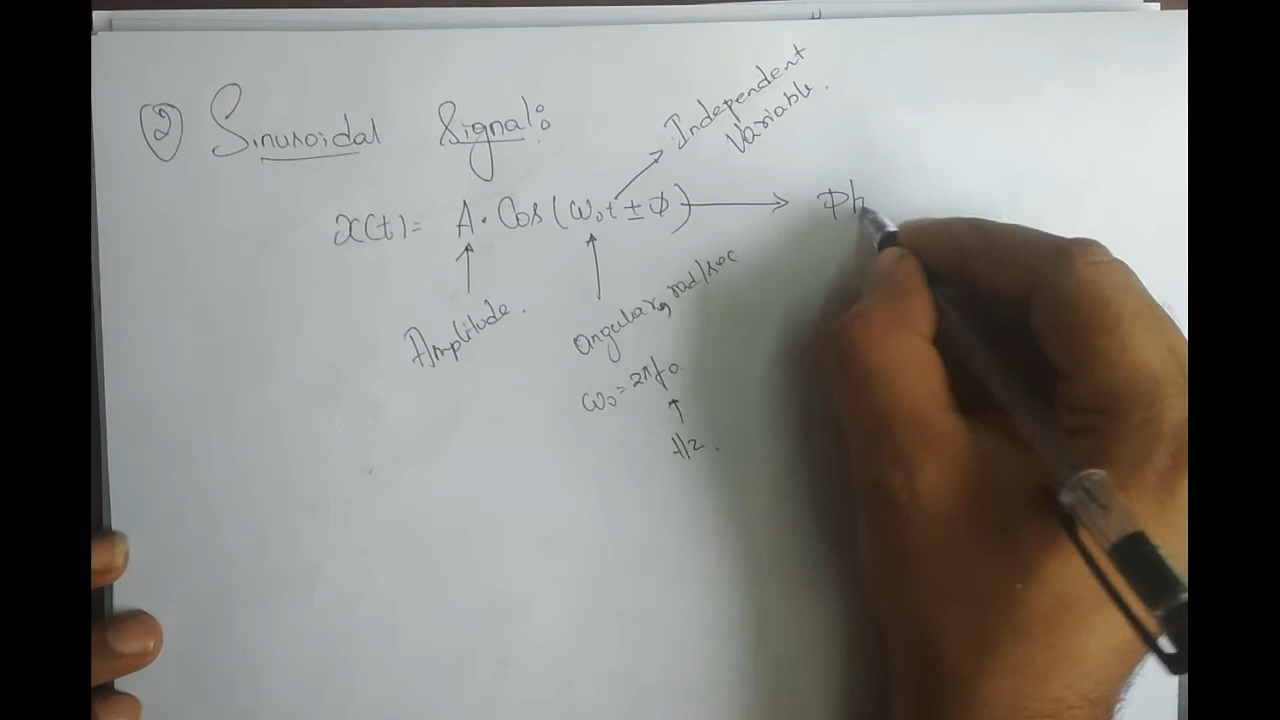 ② Sinusoidal Signal:
Independent
Variable.
x(t) = A . Cos(ω₀t ± φ) → Ph
Amplitude.
angular, rad/sec
ω₀ = 2πf₀
Hz.